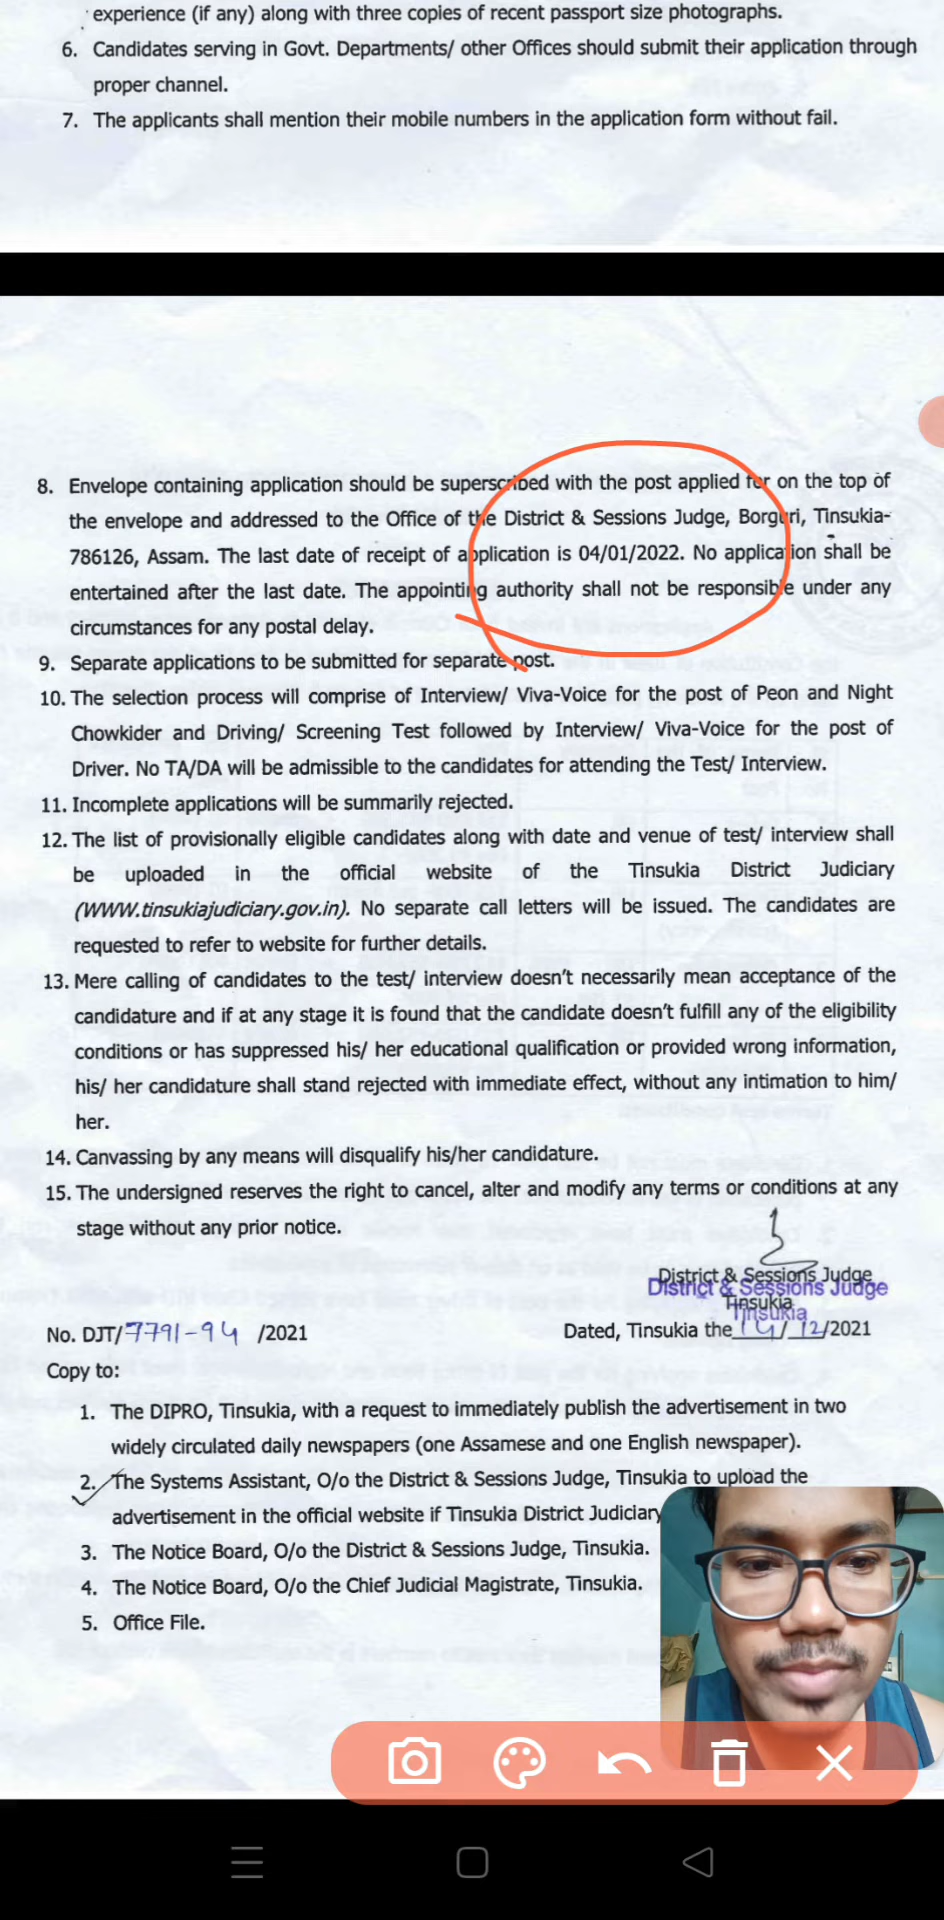 experience (if any) along with three copies of recent passport size photographs.
6. Candidates serving in Govt. Departments/ other Offices should submit their application through
proper channel.
7. The applicants shall mention their mobile numbers in the application form without fail.
8. Envelope containing application should be superscribed with the post applied for on the top of
the envelope and addressed to the Office of the District & Sessions Judge, Borguri, Tinsukia-
786126, Assam. The last date of receipt of application is 04/01/2022. No application shall be
entertained after the last date. The appointing authority shall not be responsible under any
circumstances for any postal delay.
9. Separate applications to be submitted for separate post.
10. The selection process will comprise of Interview/ Viva-Voice for the post of Peon and Night
Chowkider and Driving/ Screening Test followed by Interview/ Viva-Voice for the post of
Driver. No TA/DA will be admissible to the candidates for attending the Test/ Interview.
11. Incomplete applications will be summarily rejected.
12. The list of provisionally eligible candidates along with date and venue of test/ interview shall
be uploaded in the official website of the Tinsukia District Judiciary
(WWW.tinsukiajudiciary.gov.in). No separate call letters will be issued. The candidates are
requested to refer to website for further details.
13. Mere calling of candidates to the test/ interview doesn't necessarily mean acceptance of the
candidature and if at any stage it is found that the candidate doesn't fulfill any of the eligibility
conditions or has suppressed his/ her educational qualification or provided wrong information,
his/ her candidature shall stand rejected with immediate effect, without any intimation to him/
her.
14. Canvassing by any means will disqualify his/her candidature.
15. The undersigned reserves the right to cancel, alter and modify any terms or conditions at any
stage without any prior notice.
District & Sessions Judge
District & Sessions Judge
Tinsukia
Tinsukia
No. DJT/7791-94 /2021
Dated, Tinsukia the 14/12/2021
Copy to:
1. The DIPRO, Tinsukia, with a request to immediately publish the advertisement in two
widely circulated daily newspapers (one Assamese and one English newspaper).
2. The Systems Assistant, O/o the District & Sessions Judge, Tinsukia to upload the
advertisement in the official website if Tinsukia District Judiciary
3. The Notice Board, O/o the District & Sessions Judge, Tinsukia.
4. The Notice Board, O/o the Chief Judicial Magistrate, Tinsukia.
5. Office File.